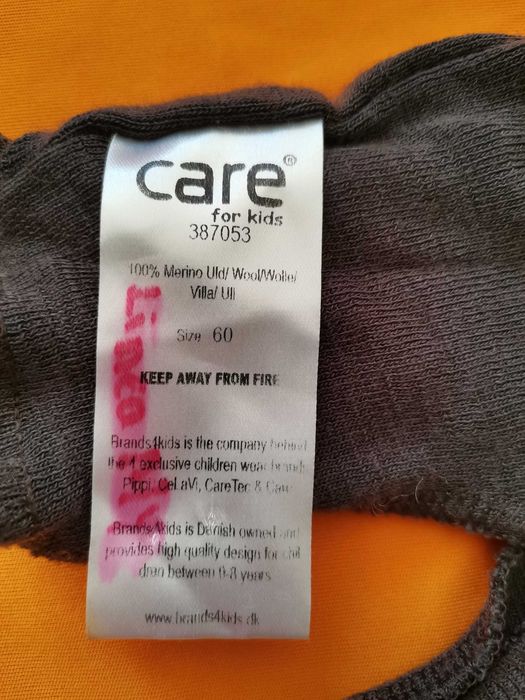 care®
for kids
387053
100% Merino Uld/ Wool/Wolle/
Villa/ Ull
Size 60
KEEP AWAY FROM FIRE
Brands4kids is the company behind
the 4 exclusive children wear brands
Pippi, CeLaVi, CareTec & Care
Brands4kids is Danish owned and
provides high quality design for chil
dren between 0-8 years
www.brands4kids.dk